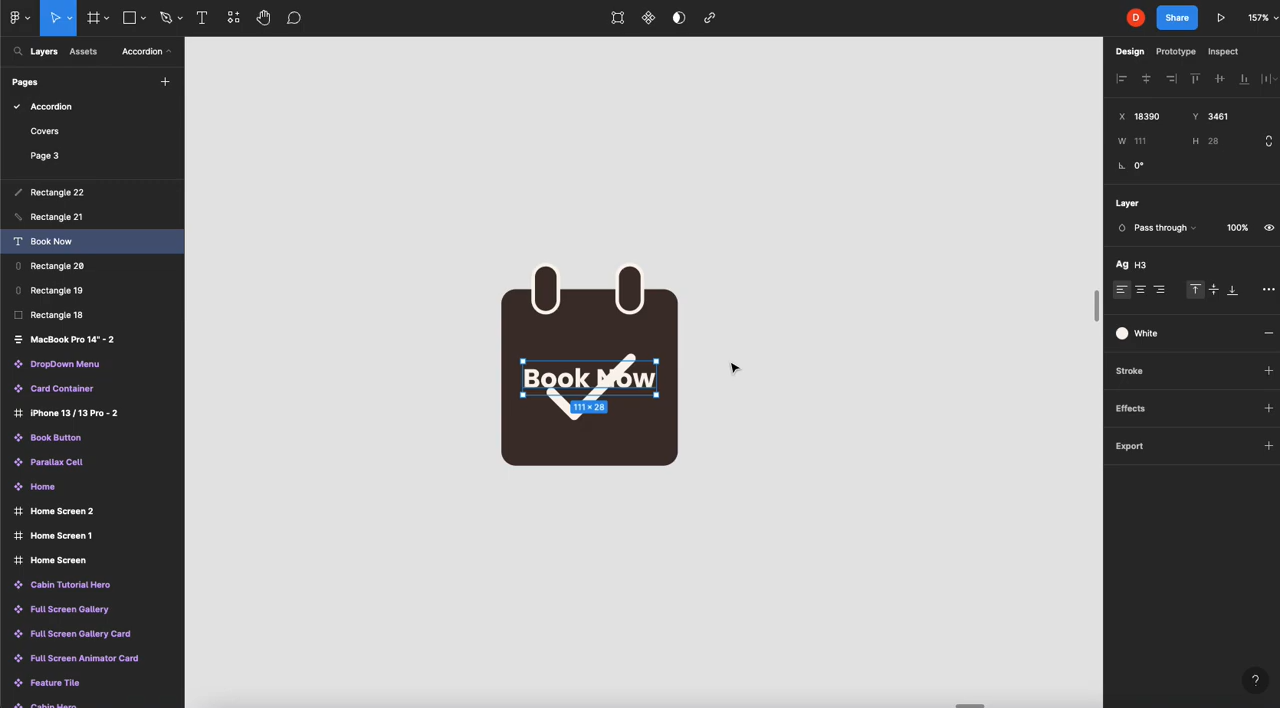 D
Share
157%
Layers
Assets
Accordion
Pages
Accordion
Covers
Page 3
Rectangle 22
Rectangle 21
Book Now
Rectangle 20
Rectangle 19
Rectangle 18
MacBook Pro 14" - 2
DropDown Menu
Card Container
iPhone 13 / 13 Pro - 2
Book Button
Parallax Cell
Home
Home Screen 2
Home Screen 1
Home Screen
Cabin Tutorial Hero
Full Screen Gallery
Full Screen Gallery Card
Full Screen Animator Card
Feature Tile
Cabin Hero
Book Now
111 × 28
Design
Prototype
Inspect
X 18390
Y 3461
W 111
H 28
0°
Layer
Pass through
100%
Ag H3
White
Stroke
Effects
Export
?